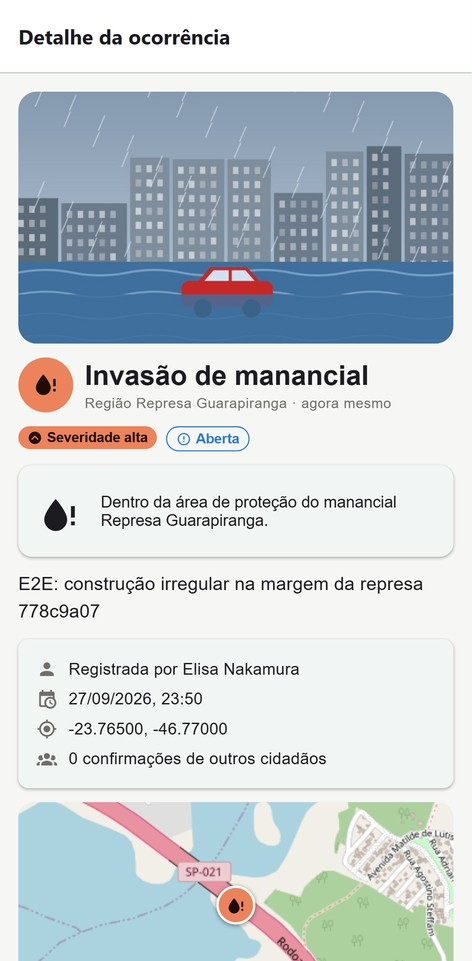 Detalhe da ocorrência
Invasão de manancial
Região Represa Guarapiranga · agora mesmo
Severidade alta
Aberta
Dentro da área de proteção do manancial
Represa Guarapiranga.
E2E: construção irregular na margem da represa
778c9a07
Registrada por Elisa Nakamura
27/09/2026, 23:50
-23.76500, -46.77000
0 confirmações de outros cidadãos
Avenida Matilde de Lutis
Rua Adrian
SP-021
Rua Agostino Steffani
Rodo